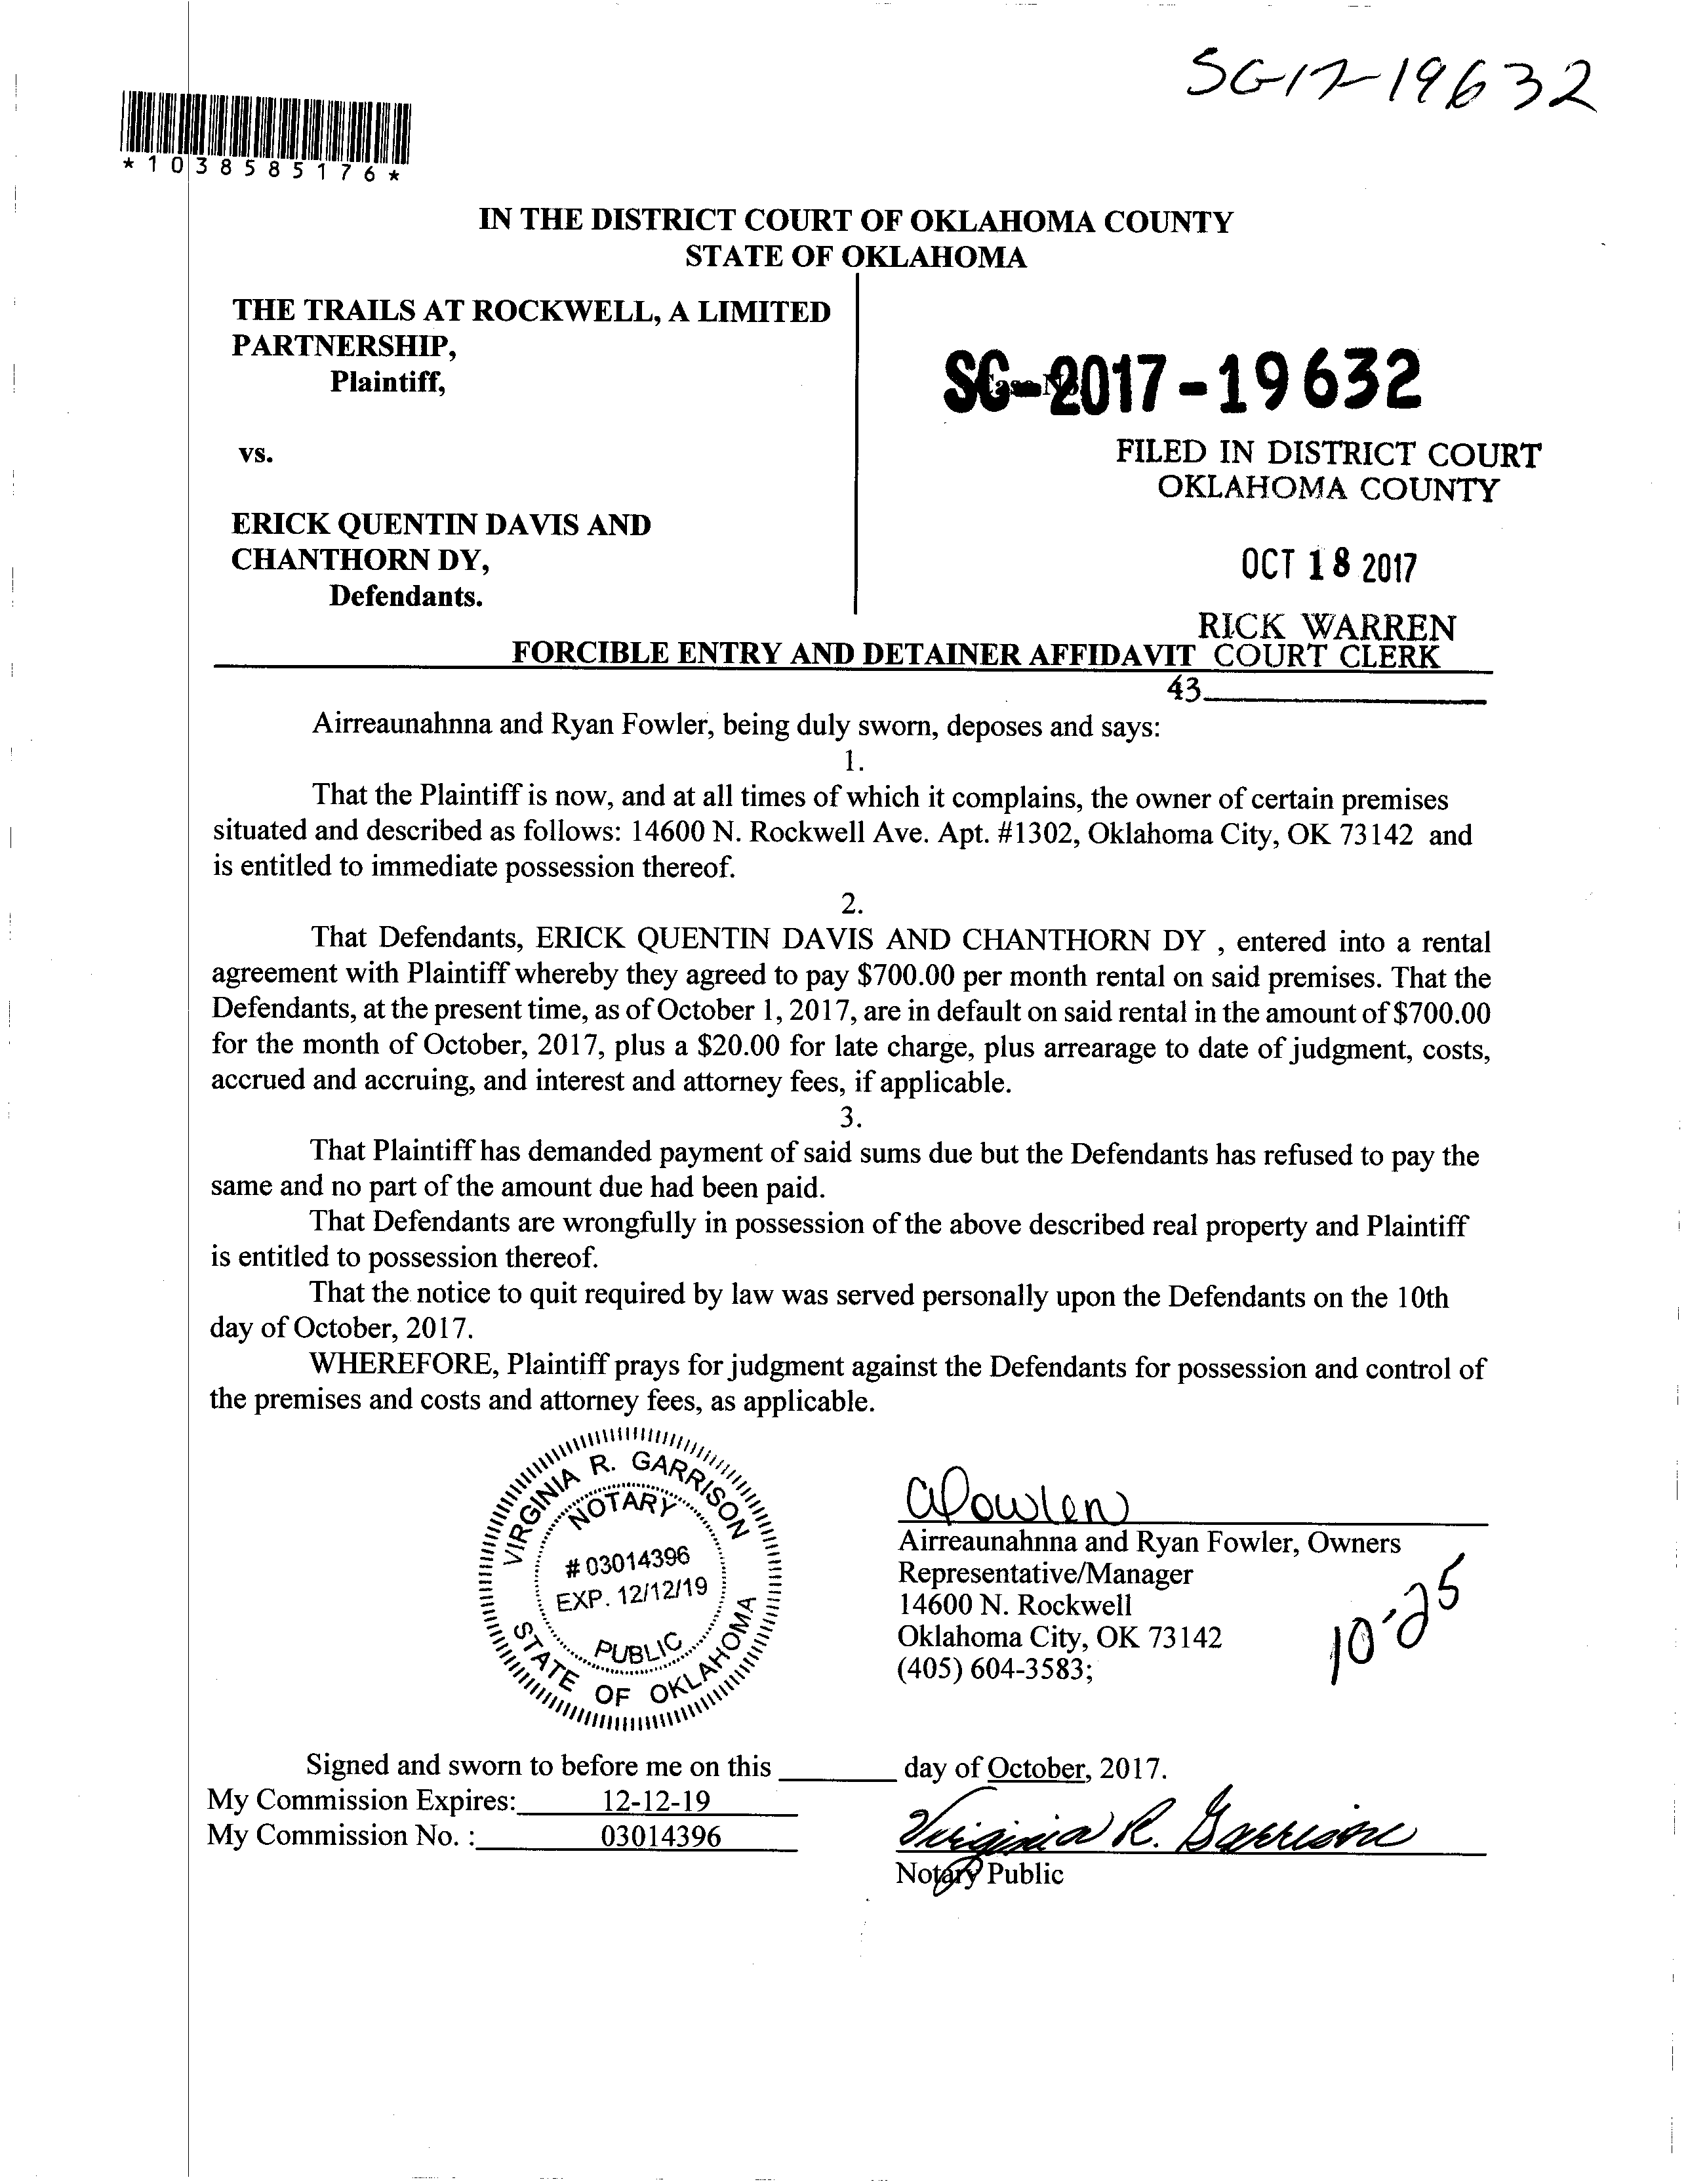 SG17-19632
*1038585176*
IN THE DISTRICT COURT OF OKLAHOMA COUNTY
STATE OF OKLAHOMA
THE TRAILS AT ROCKWELL, A LIMITED
PARTNERSHIP,
Plaintiff,
vs.
ERICK QUENTIN DAVIS AND
CHANTHORN DY,
Defendants.
SC-2017-19632
FILED IN DISTRICT COURT
OKLAHOMA COUNTY
OCT 18 2017
RICK WARREN
FORCIBLE ENTRY AND DETAINER AFFIDAVIT COURT CLERK
43
Airreaunahnna and Ryan Fowler, being duly sworn, deposes and says:
1.
That the Plaintiff is now, and at all times of which it complains, the owner of certain premises
situated and described as follows: 14600 N. Rockwell Ave. Apt. #1302, Oklahoma City, OK 73142 and
is entitled to immediate possession thereof.
2.
That Defendants, ERICK QUENTIN DAVIS AND CHANTHORN DY , entered into a rental
agreement with Plaintiff whereby they agreed to pay $700.00 per month rental on said premises. That the
Defendants, at the present time, as of October 1, 2017, are in default on said rental in the amount of $700.00
for the month of October, 2017, plus a $20.00 for late charge, plus arrearage to date of judgment, costs,
accrued and accruing, and interest and attorney fees, if applicable.
3.
That Plaintiff has demanded payment of said sums due but the Defendants has refused to pay the
same and no part of the amount due had been paid.
That Defendants are wrongfully in possession of the above described real property and Plaintiff
is entitled to possession thereof.
That the notice to quit required by law was served personally upon the Defendants on the 10th
day of October, 2017.
WHEREFORE, Plaintiff prays for judgment against the Defendants for possession and control of
the premises and costs and attorney fees, as applicable.
VIRGINIA R. GARRISON
NOTARY
# 03014396
EXP. 12/12/19
PUBLIC
STATE OF OKLAHOMA
Airreaunahnna and Ryan Fowler, Owners
Representative/Manager
14600 N. Rockwell
Oklahoma City, OK 73142
(405) 604-3583;
10-25
Signed and sworn to before me on this ________ day of October, 2017.
My Commission Expires: 12-12-19
My Commission No. : 03014396
Virginia R. Garrison
Notary Public